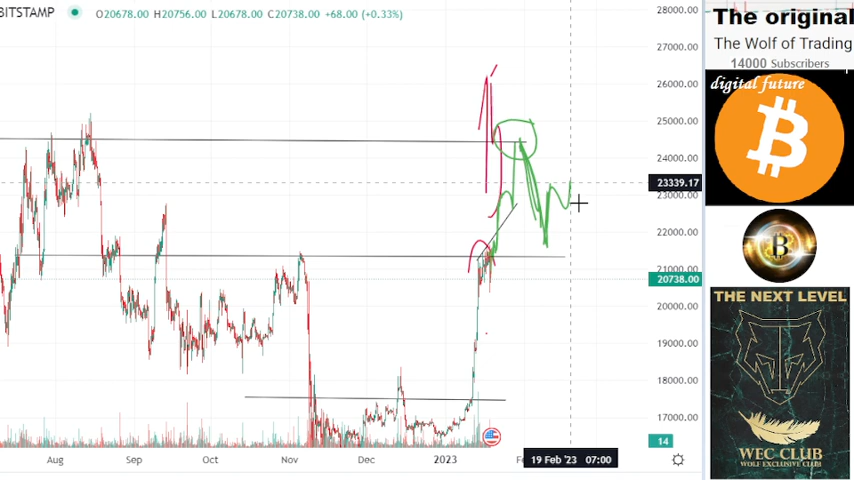 BITSTAMP O20678.00 H20756.00 L20678.00 C20738.00 +68.00 (+0.33%)
28000.00
27000.00
26000.00
25000.00
24000.00
23339.17
23000.00
22000.00
21000.00
20738.00
20000.00
19000.00
18000.00
17000.00
14
Aug Sep Oct Nov Dec 2023 19 Feb '23 07:00
The original
The Wolf of Trading
14000 Subscribers
digital future
THE NEXT LEVEL
WEC CLUB
WOLF EXCLUSIVE CLUB!